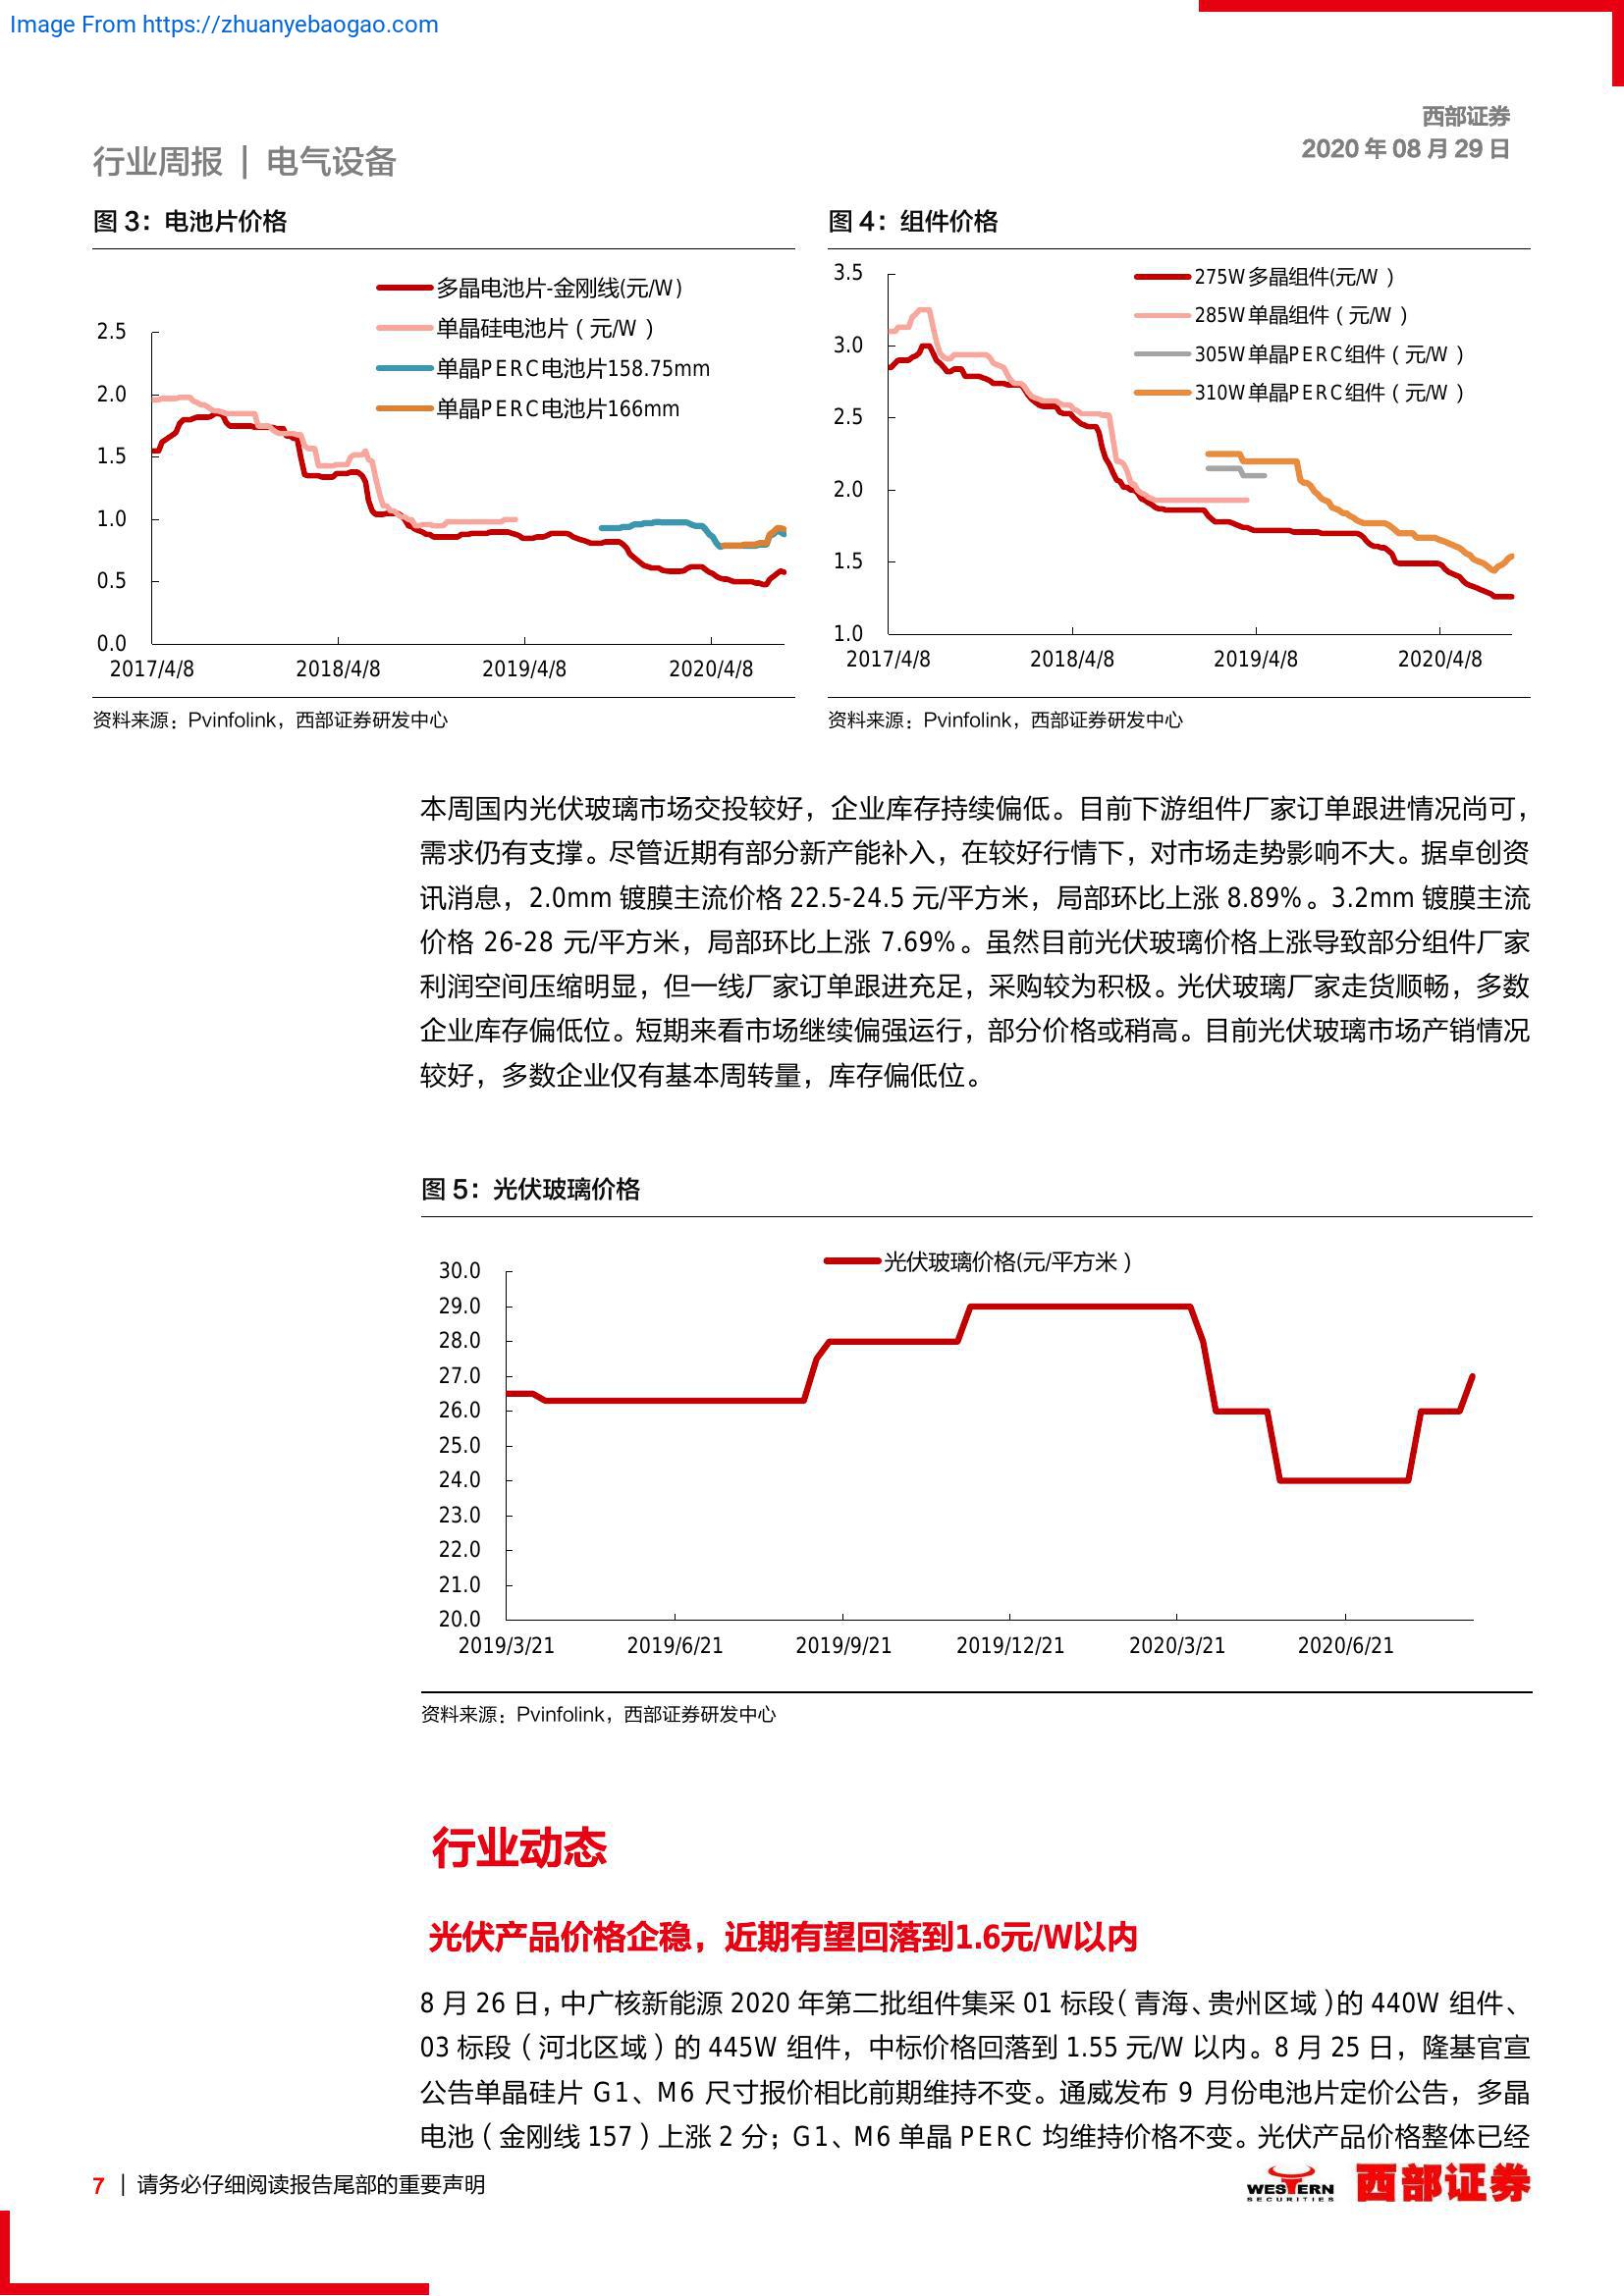 Image From https://zhuanyebaogao.com
西部证券
2020 年 08 月 29 日
行业周报 | 电气设备
图 3：电池片价格
多晶电池片-金刚线(元/W)
单晶硅电池片（元/W）
单晶PERC电池片158.75mm
单晶PERC电池片166mm
2.5
2.0
1.5
1.0
0.5
0.0
2017/4/8 2018/4/8 2019/4/8 2020/4/8
资料来源：Pvinfolink，西部证券研发中心
图 4：组件价格
275W多晶组件(元/W）
285W单晶组件（元/W）
305W单晶PERC组件（元/W）
310W单晶PERC组件（元/W）
3.5
3.0
2.5
2.0
1.5
1.0
2017/4/8 2018/4/8 2019/4/8 2020/4/8
资料来源：Pvinfolink，西部证券研发中心
本周国内光伏玻璃市场交投较好，企业库存持续偏低。目前下游组件厂家订单跟进情况尚可，
需求仍有支撑。尽管近期有部分新产能补入，在较好行情下，对市场走势影响不大。据卓创资
讯消息，2.0mm 镀膜主流价格 22.5-24.5 元/平方米，局部环比上涨 8.89%。3.2mm 镀膜主流
价格 26-28 元/平方米，局部环比上涨 7.69%。虽然目前光伏玻璃价格上涨导致部分组件厂家
利润空间压缩明显，但一线厂家订单跟进充足，采购较为积极。光伏玻璃厂家走货顺畅，多数
企业库存偏低位。短期来看市场继续偏强运行，部分价格或稍高。目前光伏玻璃市场产销情况
较好，多数企业仅有基本周转量，库存偏低位。
图 5：光伏玻璃价格
光伏玻璃价格(元/平方米）
30.0
29.0
28.0
27.0
26.0
25.0
24.0
23.0
22.0
21.0
20.0
2019/3/21 2019/6/21 2019/9/21 2019/12/21 2020/3/21 2020/6/21
资料来源：Pvinfolink，西部证券研发中心
行业动态
光伏产品价格企稳，近期有望回落到1.6元/W以内
8 月 26 日，中广核新能源 2020 年第二批组件集采 01 标段（青海、贵州区域）的 440W 组件、
03 标段（河北区域）的 445W 组件，中标价格回落到 1.55 元/W 以内。8 月 25 日，隆基官宣
公告单晶硅片 G1、M6 尺寸报价相比前期维持不变。通威发布 9 月份电池片定价公告，多晶
电池（金刚线 157）上涨 2 分；G1、M6 单晶 PERC 均维持价格不变。光伏产品价格整体已经
7 | 请务必仔细阅读报告尾部的重要声明
WESTERN
SECURITIES
西部证券